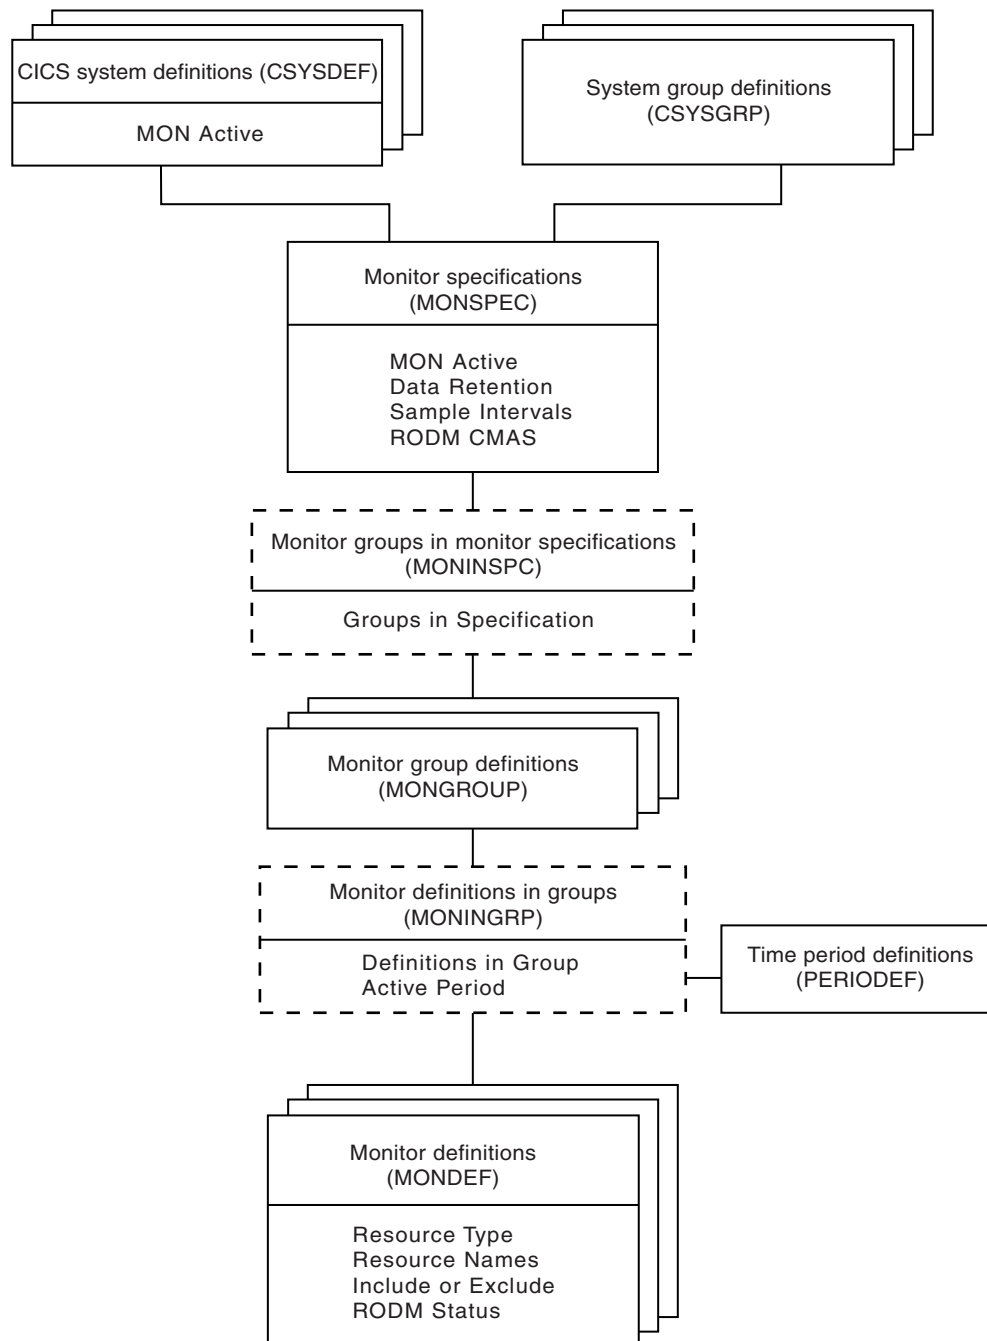 CICS system definitions (CSYSDEF)
MON Active
System group definitions
(CSYSGRP)
Monitor specifications
(MONSPEC)
MON Active
Data Retention
Sample Intervals
RODM CMAS
Monitor groups in monitor specifications
(MONINSPC)
Groups in Specification
Monitor group definitions
(MONGROUP)
Monitor definitions in groups
(MONINGRP)
Definitions in Group
Active Period
Time period definitions
(PERIODEF)
Monitor definitions
(MONDEF)
Resource Type
Resource Names
Include or Exclude
RODM Status